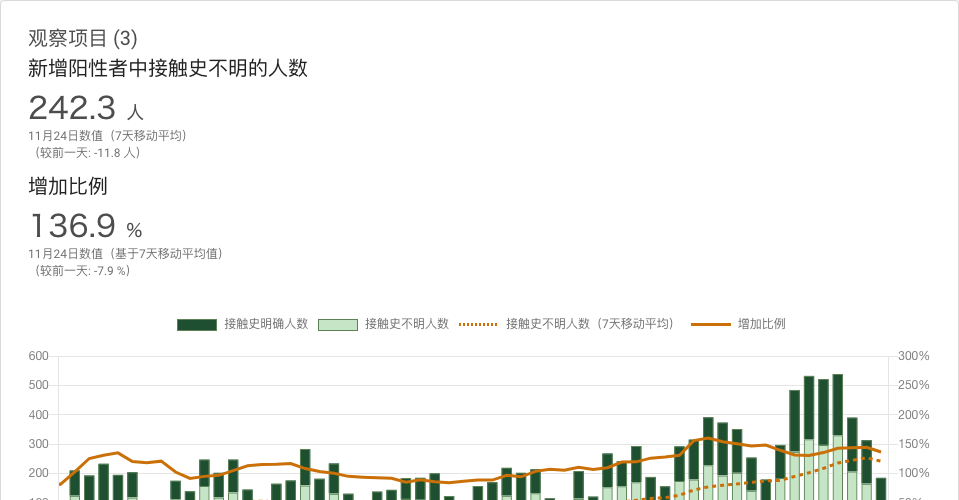 观察项目 (3)
新增阳性者中接触史不明的人数
242.3 人
11月24日数值（7天移动平均）
（较前一天: -11.8 人）
增加比例
136.9 %
11月24日数值（基于7天移动平均值）
（较前一天: -7.9 %）
接触史明确人数 接触史不明人数 接触史不明人数（7天移动平均） 增加比例
600 300%
500 250%
400 200%
300 150%
200 100%